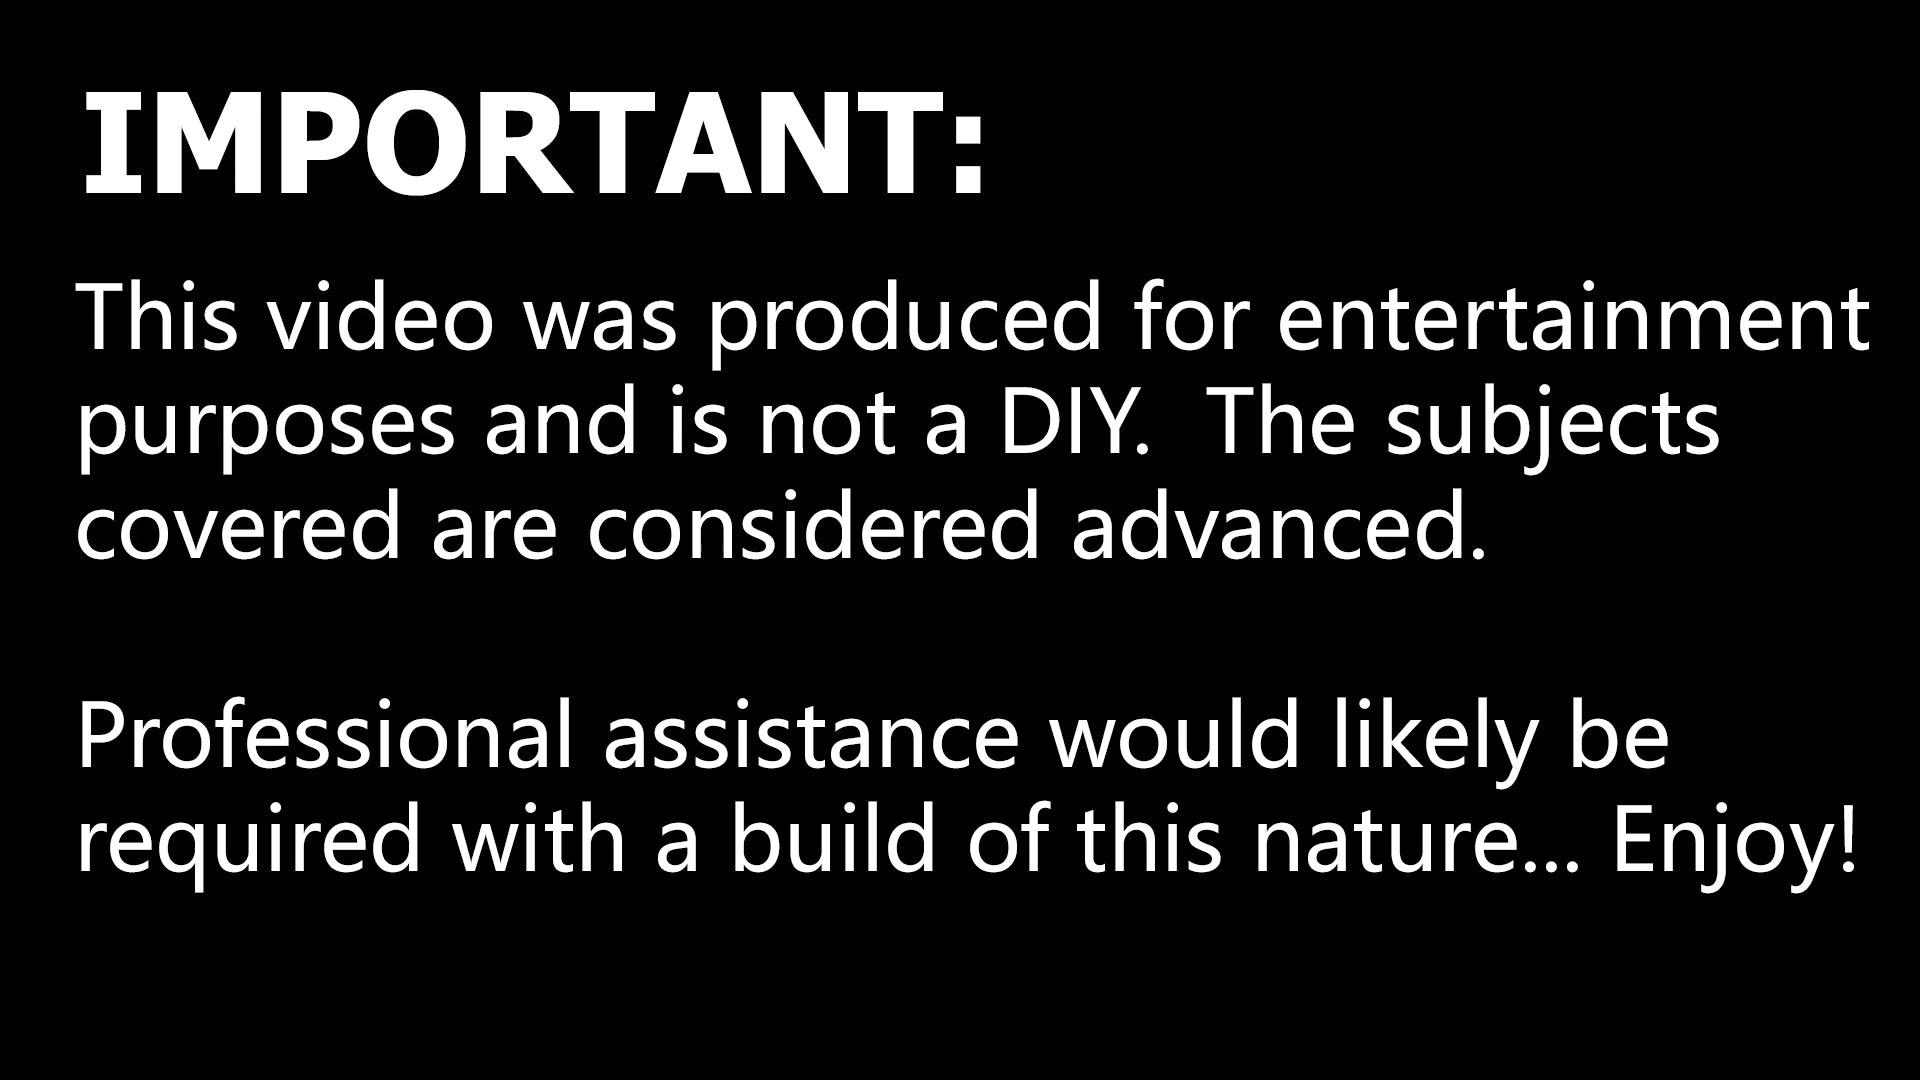 IMPORTANT:
This video was produced for entertainment
purposes and is not a DIY.  The subjects
covered are considered advanced.
Professional assistance would likely be
required with a build of this nature... Enjoy!